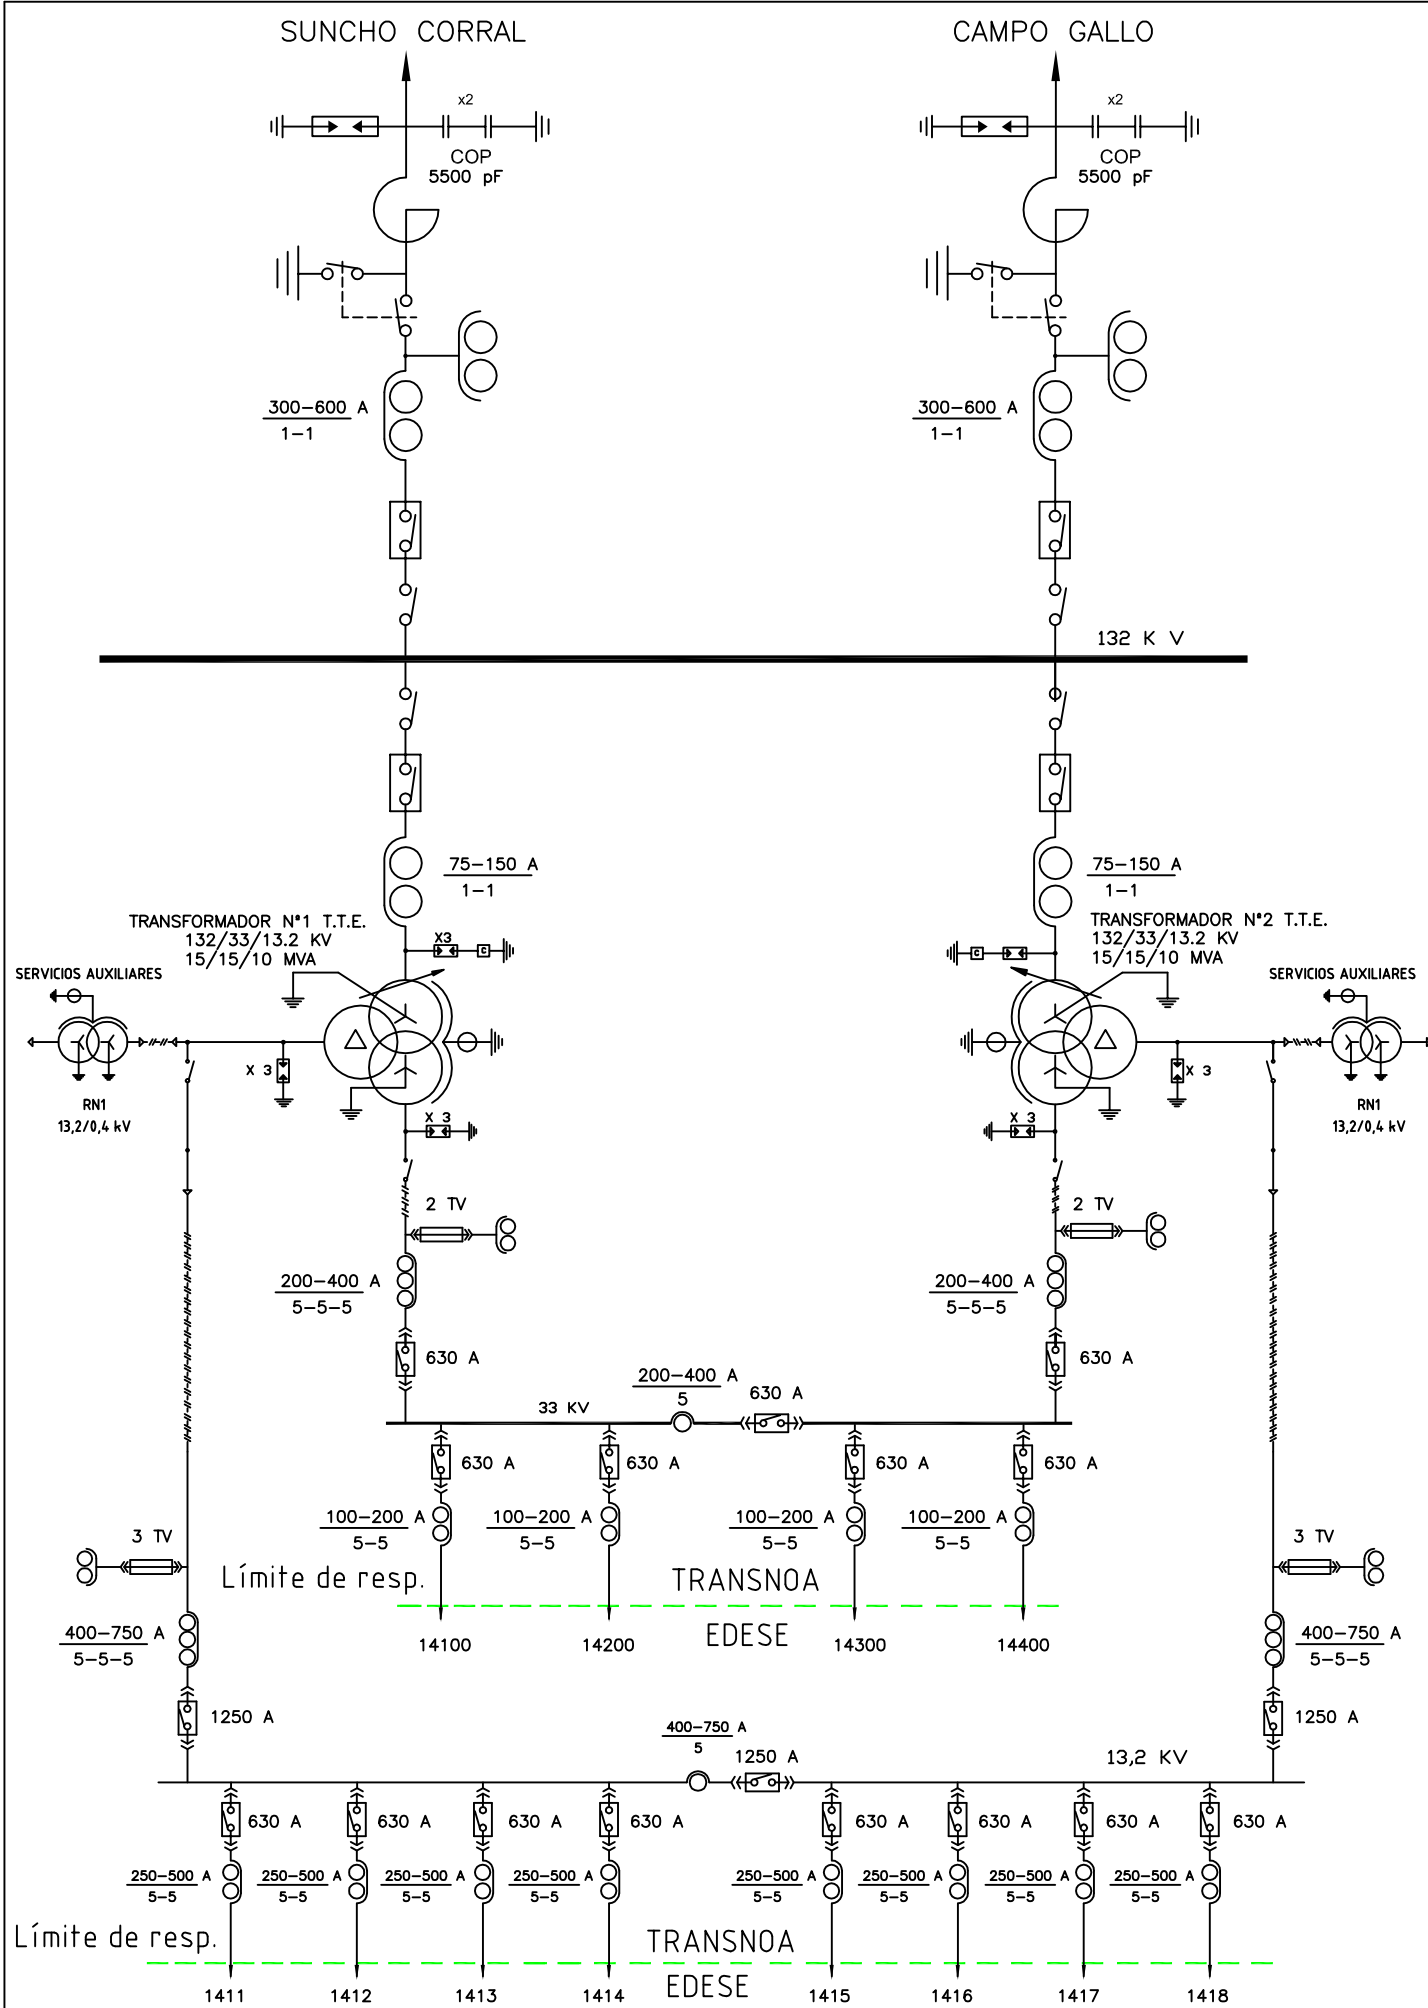 SUNCHO CORRAL
CAMPO GALLO
x2
x2
COP
5500 pF
COP
5500 pF
300-600 A
1-1
300-600 A
1-1
132 K V
75-150 A
1-1
75-150 A
1-1
TRANSFORMADOR N°1 T.T.E.
132/33/13.2 KV
15/15/10 MVA
TRANSFORMADOR N°2 T.T.E.
132/33/13.2 KV
15/15/10 MVA
X3
C
C
SERVICIOS AUXILIARES
SERVICIOS AUXILIARES
X 3
X 3
RN1
13,2/0,4 kV
RN1
13,2/0,4 kV
X 3
X 3
2 TV
2 TV
200-400 A
5-5-5
200-400 A
5-5-5
630 A
630 A
200-400 A
5
630 A
33 KV
630 A
630 A
630 A
630 A
100-200 A
5-5
100-200 A
5-5
100-200 A
5-5
100-200 A
5-5
3 TV
3 TV
Límite de resp.
TRANSNOA
EDESE
14100
14200
14300
14400
400-750 A
5-5-5
400-750 A
5-5-5
1250 A
1250 A
400-750 A
5
1250 A
13,2 KV
630 A
630 A
630 A
630 A
630 A
630 A
630 A
630 A
250-500 A
5-5
250-500 A
5-5
250-500 A
5-5
250-500 A
5-5
250-500 A
5-5
250-500 A
5-5
250-500 A
5-5
250-500 A
5-5
Límite de resp.
TRANSNOA
EDESE
1411
1412
1413
1414
1415
1416
1417
1418